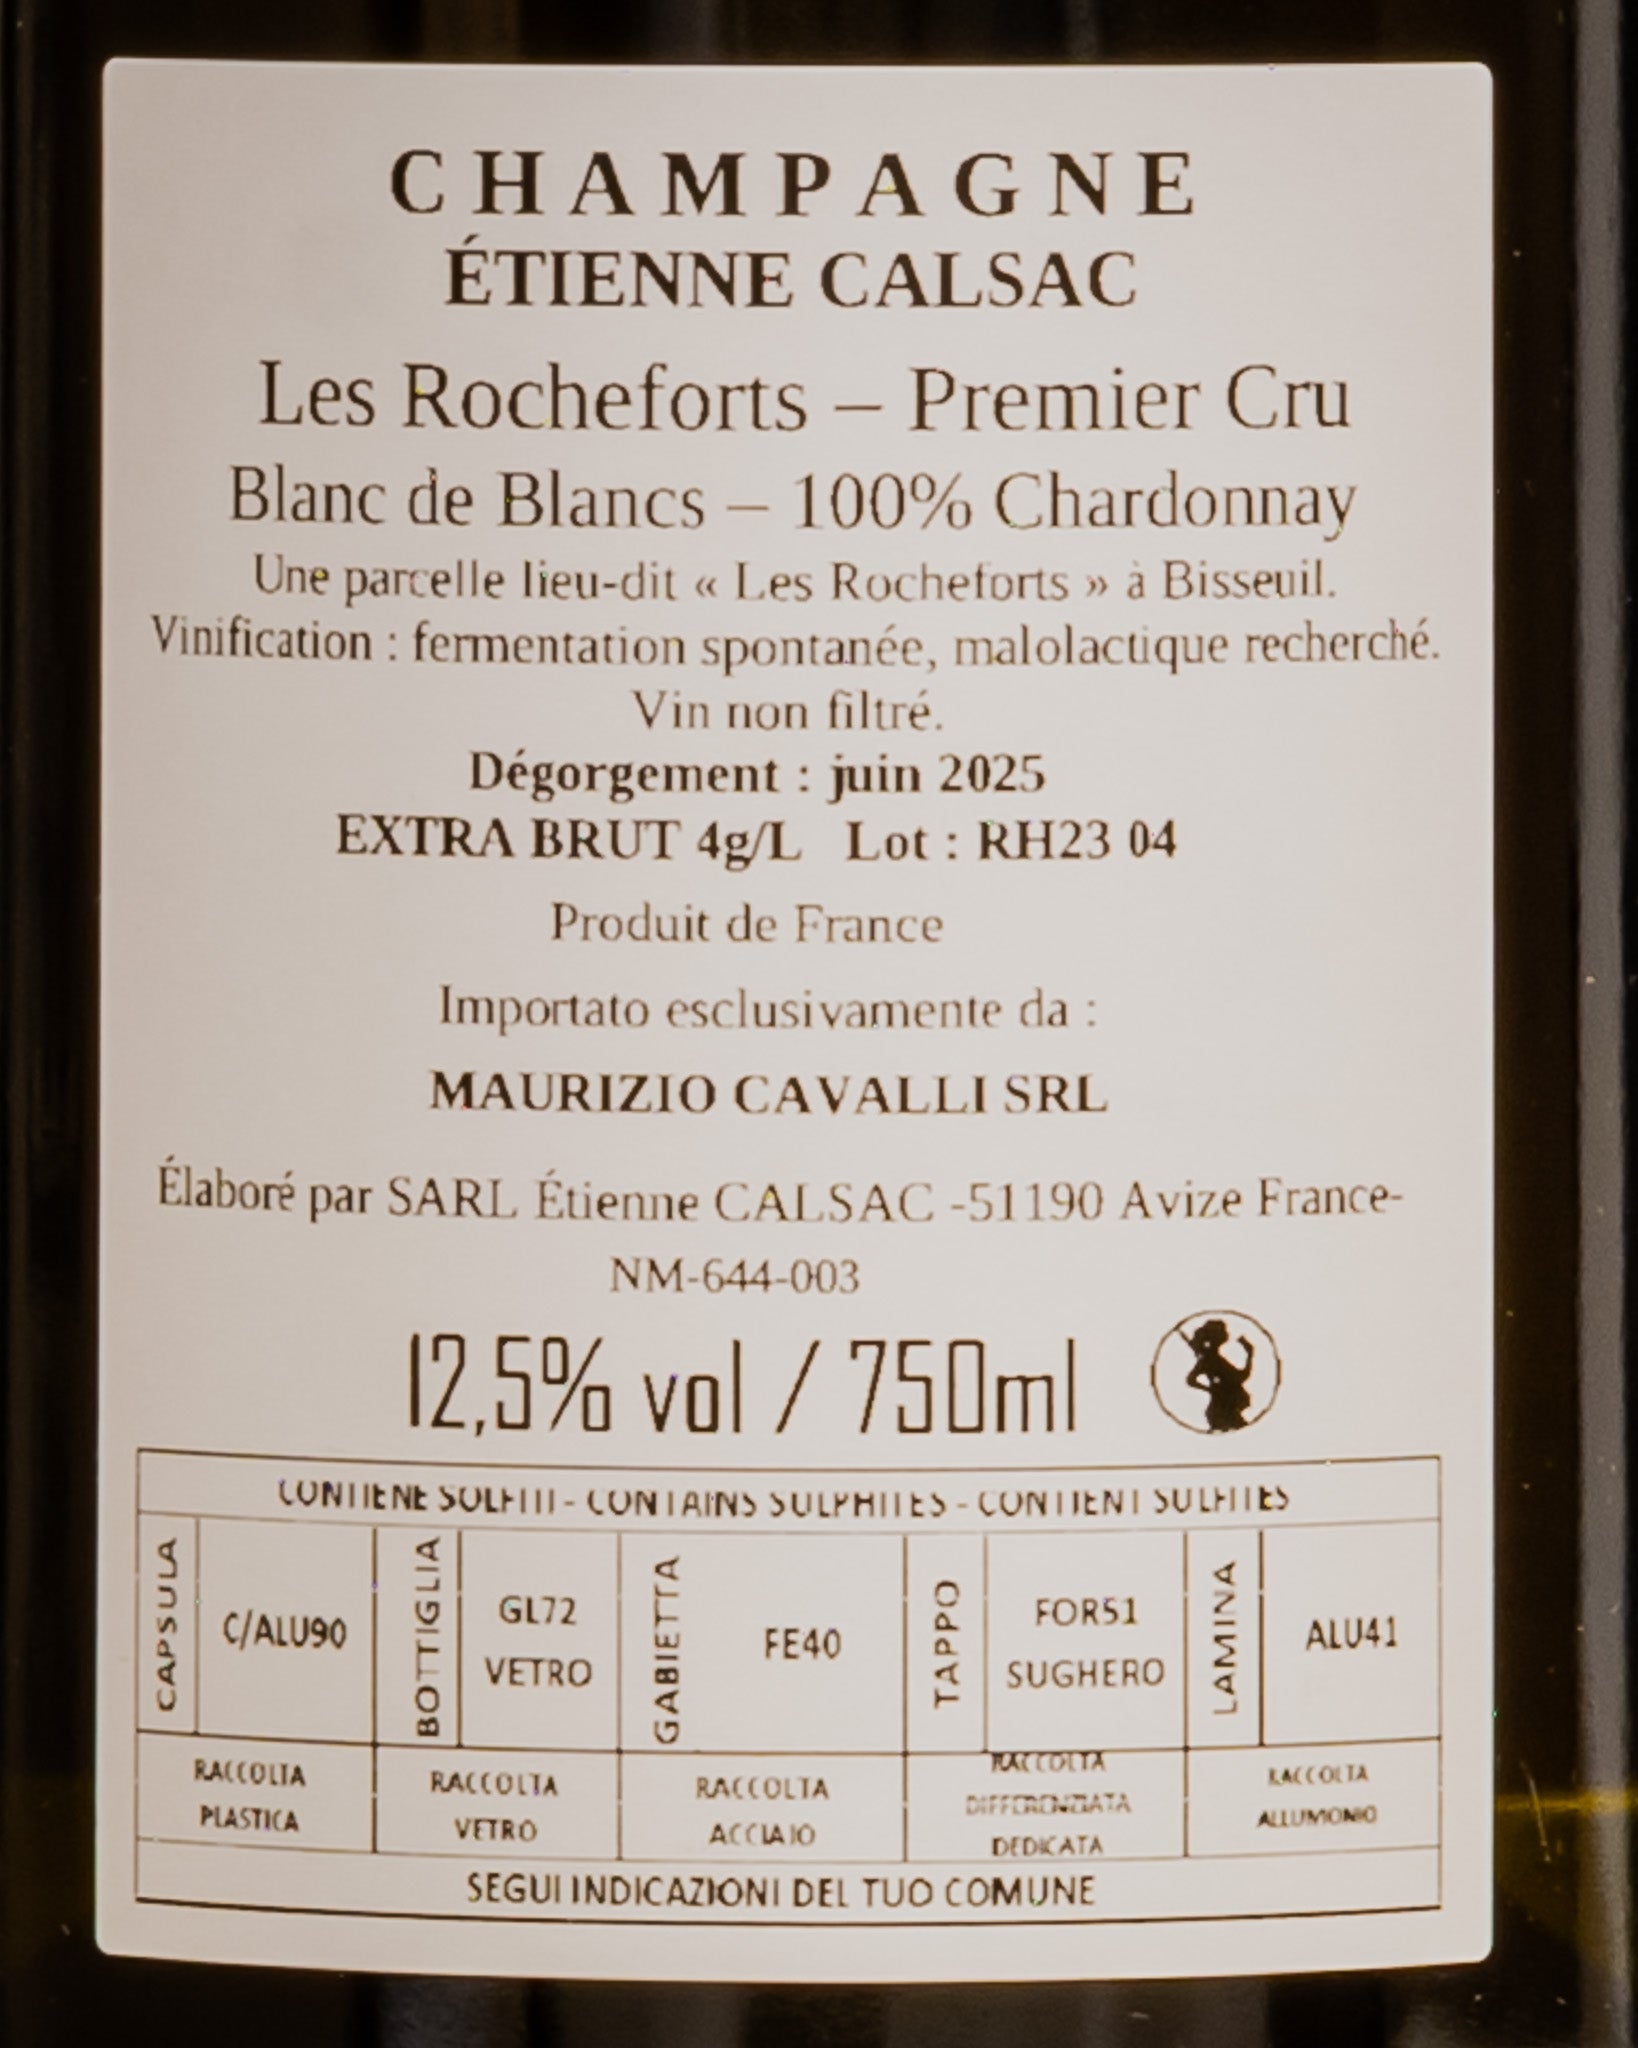 CHAMPAGNE
ÉTIENNE CALSAC
Les Rocheforts – Premier Cru
Blanc de Blancs – 100% Chardonnay
Une parcelle lieu-dit « Les Rocheforts » à Bisseuil.
Vinification : fermentation spontanée, malolactique recherché.
Vin non filtré.
Dégorgement : juin 2025
EXTRA BRUT 4g/L Lot : RH23 04
Produit de France
Importato esclusivamente da :
MAURIZIO CAVALLI SRL
Élaboré par SARL Étienne CALSAC -51190 Avize France-
NM-644-003
12,5% vol / 750ml
CONTIENE SOLFITI - CONTAINS SULPHITES - CONTIENT SULFITES
CAPSULA
C/ALU90
BOTTIGLIA
GL72
VETRO
GABIETTA
FE40
TAPPO
FOR51
SUGHERO
LAMINA
ALU41
RACCOLTA
PLASTICA
RACCOLTA
VETRO
RACCOLTA
ACCIAIO
RACCOLTA
DIFFERENZIATA
DEDICATA
RACCOLTA
ALLUMONIO
SEGUI INDICAZIONI DEL TUO COMUNE